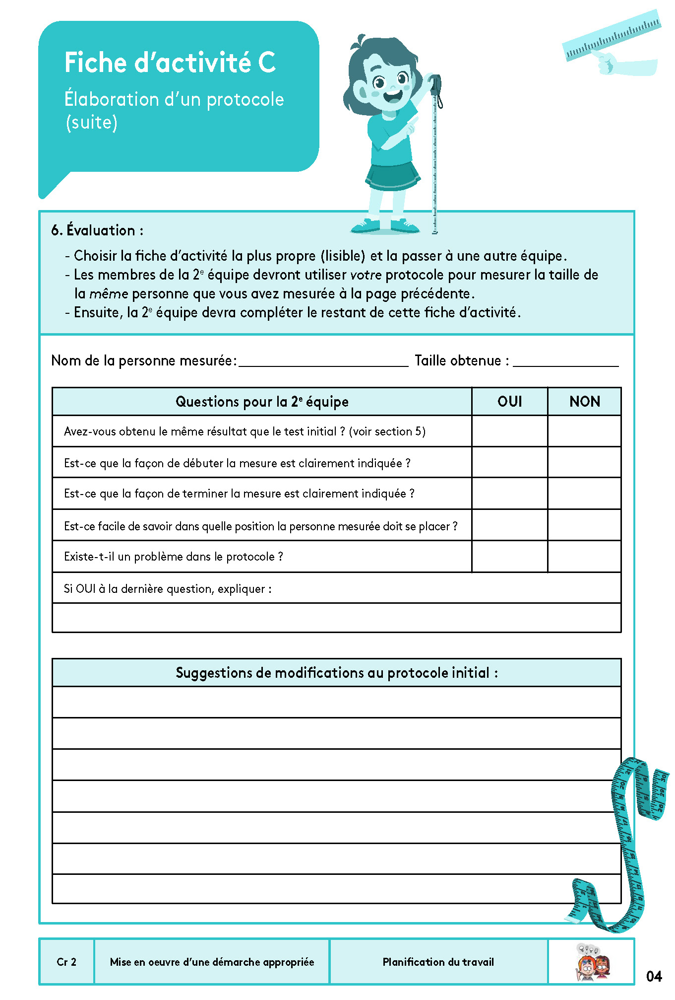 Fiche d’activité C
Élaboration d’un protocole
(suite)
6. Évaluation :
- Choisir la fiche d’activité la plus propre (lisible) et la passer à une autre équipe.
- Les membres de la 2e équipe devront utiliser votre protocole pour mesurer la taille de
la même personne que vous avez mesurée à la page précédente.
- Ensuite, la 2e équipe devra compléter le restant de cette fiche d’activité.
Nom de la personne mesurée: Taille obtenue :
Questions pour la 2e équipe OUI NON
Avez-vous obtenu le même résultat que le test initial ? (voir section 5)
Est-ce que la façon de débuter la mesure est clairement indiquée ?
Est-ce que la façon de terminer la mesure est clairement indiquée ?
Est-ce facile de savoir dans quelle position la personne mesurée doit se placer ?
Existe-t-il un problème dans le protocole ?
Si OUI à la dernière question, expliquer :
Suggestions de modifications au protocole initial :
Cr 2 Mise en oeuvre d’une démarche appropriée Planification du travail
04